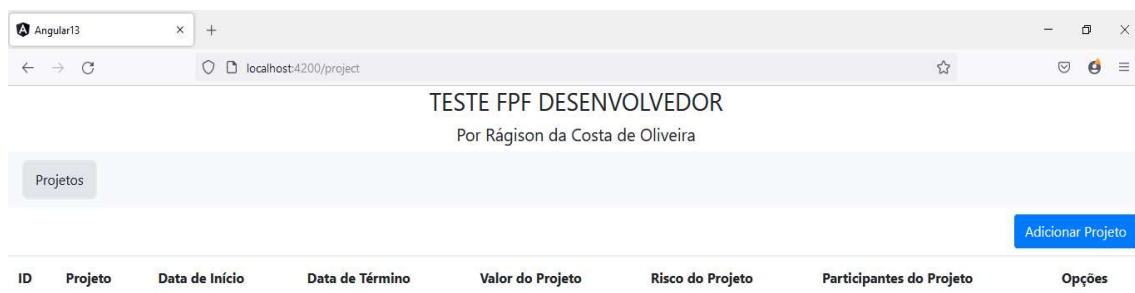 Angular13
localhost:4200/project
TESTE FPF DESENVOLVEDOR
Por Rágison da Costa de Oliveira
Projetos
Adicionar Projeto
ID Projeto Data de Início Data de Término Valor do Projeto Risco do Projeto Participantes do Projeto Opções